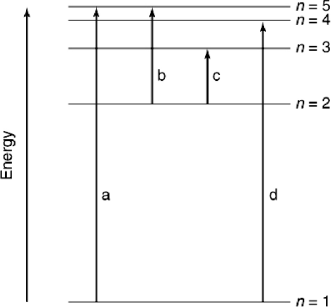 n = 5
n = 4
n = 3
b
c
n = 2
Energy
a
d
n = 1